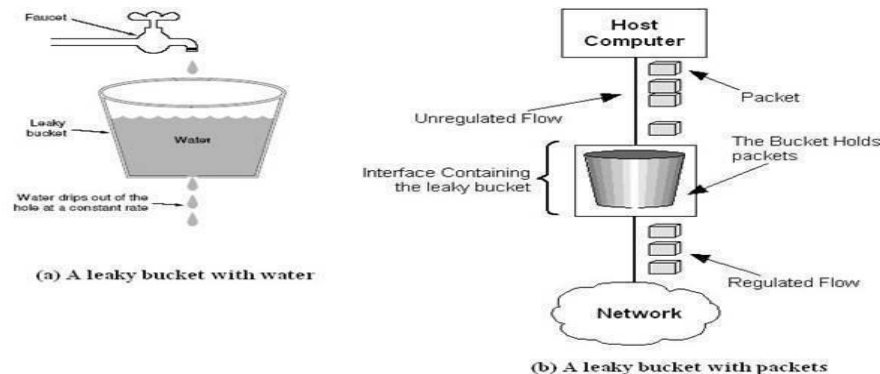 Faucet
Leaky
bucket
Water
Water drips out of the
hole at a constant rate
(a) A leaky bucket with water
Host
Computer
Packet
Unregulated Flow
The Bucket Holds
packets
Interface Containing
the leaky bucket
Regulated Flow
Network
(b) A leaky bucket with packets